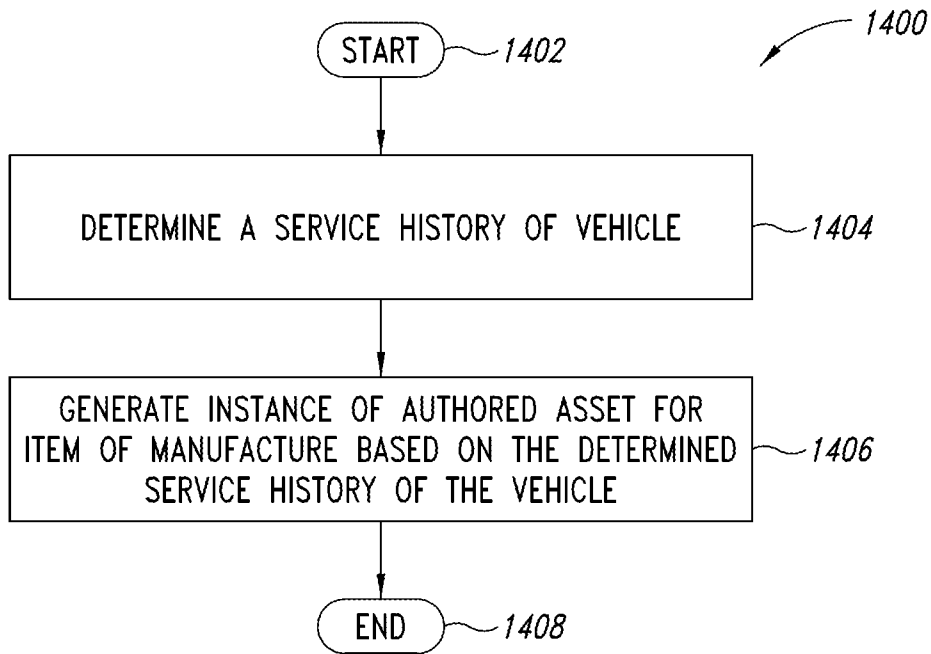 1400
START 1402
DETERMINE A SERVICE HISTORY OF VEHICLE 1404
GENERATE INSTANCE OF AUTHORED ASSET FOR
ITEM OF MANUFACTURE BASED ON THE DETERMINED 1406
SERVICE HISTORY OF THE VEHICLE
END 1408